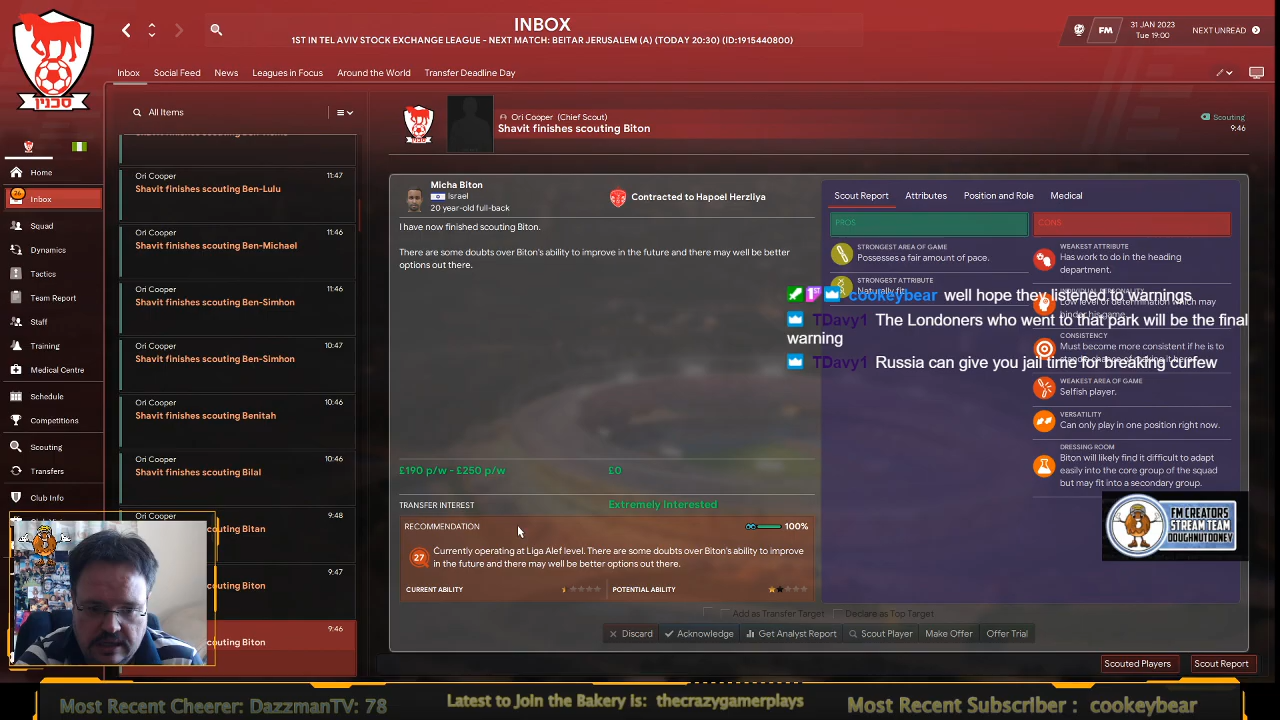 INBOX
1ST IN TEL AVIV STOCK EXCHANGE LEAGUE - NEXT MATCH: BEITAR JERUSALEM (A) (TODAY 20:30) (ID:1915440800)
FM
31 JAN 2023
Tue 19:00
NEXT UNREAD
סכנין
Inbox
Social Feed
News
Leagues in Focus
Around the World
Transfer Deadline Day
Home
26
Inbox
Squad
Dynamics
Tactics
Team Report
Staff
Training
Medical Centre
Schedule
Competitions
Scouting
Transfers
Club Info
All Items
Ori Cooper
11:47
Shavit finishes scouting Ben-Lulu
Ori Cooper
11:46
Shavit finishes scouting Ben-Michael
Ori Cooper
11:46
Shavit finishes scouting Ben-Simhon
Ori Cooper
10:47
Shavit finishes scouting Ben-Simhon
Ori Cooper
10:46
Shavit finishes scouting Benitah
Ori Cooper
10:46
Shavit finishes scouting Bilal
Ori Cooper
9:48
scouting Bitan
9:47
scouting Biton
9:46
scouting Biton
Ori Cooper (Chief Scout)
Shavit finishes scouting Biton
Scouting
9:46
Micha Biton
Israel
20 year-old full-back
Contracted to Hapoel Herzliya
I have now finished scouting Biton.
There are some doubts over Biton's ability to improve in the future and there may well be better
options out there.
£190 p/w - £250 p/w
£0
TRANSFER INTEREST
Extremely Interested
RECOMMENDATION
100%
27
Currently operating at Liga Alef level. There are some doubts over Biton's ability to improve
in the future and there may well be better options out there.
CURRENT ABILITY
POTENTIAL ABILITY
Scout Report
Attributes
Position and Role
Medical
PROS
CONS
STRONGEST AREA OF GAME
Possesses a fair amount of pace.
STRONGEST ATTRIBUTE
Naturally fit.
WEAKEST ATTRIBUTE
Has work to do in the heading
department.
CONSISTENCY
Must become more consistent if he is to
WEAKEST AREA OF GAME
Selfish player.
VERSATILITY
Can only play in one position right now.
DRESSING ROOM
Biton will likely find it difficult to adapt
easily into the core group of the squad
but may fit into a secondary group.
1ST
cookeybear well hope they listened to warnings
TDavy1 The Londoners who went to that park will be the final
warning
TDavy1 Russia can give you jail time for breaking curfew
FM CREATORS
STREAM TEAM
DOUGHNUTOONEY
Add as Transfer Target
Declare as Top Target
Discard
Acknowledge
Get Analyst Report
Scout Player
Make Offer
Offer Trial
Scouted Players
Scout Report
Most Recent Cheerer: DazzmanTV: 78
Latest to Join the Bakery is: thecrazygamerplays
Most Recent Subscriber : cookeybear